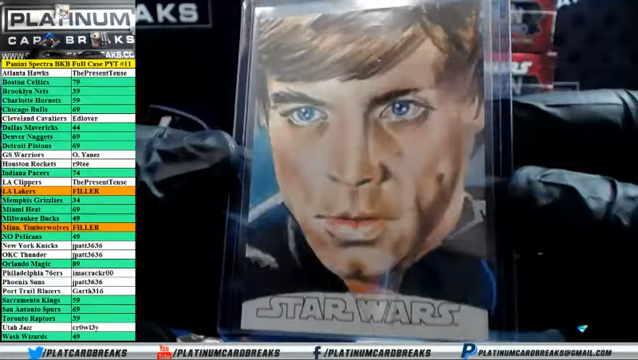 PLATINUM
Panini Spectra BKB Full Case PYT #11
Atlanta Hawks ThePresentTense
Boston Celtics 79
Brooklyn Nets 39
Charlotte Hornets 59
Chicago Bulls 69
Cleveland Cavaliers Edlover
Dallas Mavericks 44
Denver Nuggets 69
Detroit Pistons 69
GS Warriors O. Yanez
Houston Rockets r9tee
Indiana Pacers 74
LA Clippers ThePresentTense
LA Lakers FILLER
Memphis Grizzlies 34
Miami Heat 69
Milwaukee Bucks 49
Minn. Timberwolves FILLER
NO Pelicans 49
New York Knicks jpatt3636
OKC Thunder jpatt3636
Orlando Magic 89
Philadelphia 76ers imacrackr00
Phoenix Suns jpatt3636
Port Trail Blazers Garth316
Sacramento Kings 59
San Antonio Spurs 69
Toronto Raptors 39
Utah Jazz cr0w13y
Wash Wizards 49
STAR WARS
/PLATCARDBREAKS
You Tube /PLATINUMCARDBREAKS
f /PLATINUMCARDBREAKS
P PLATINUMCARDBREAKS@GMAIL.COM